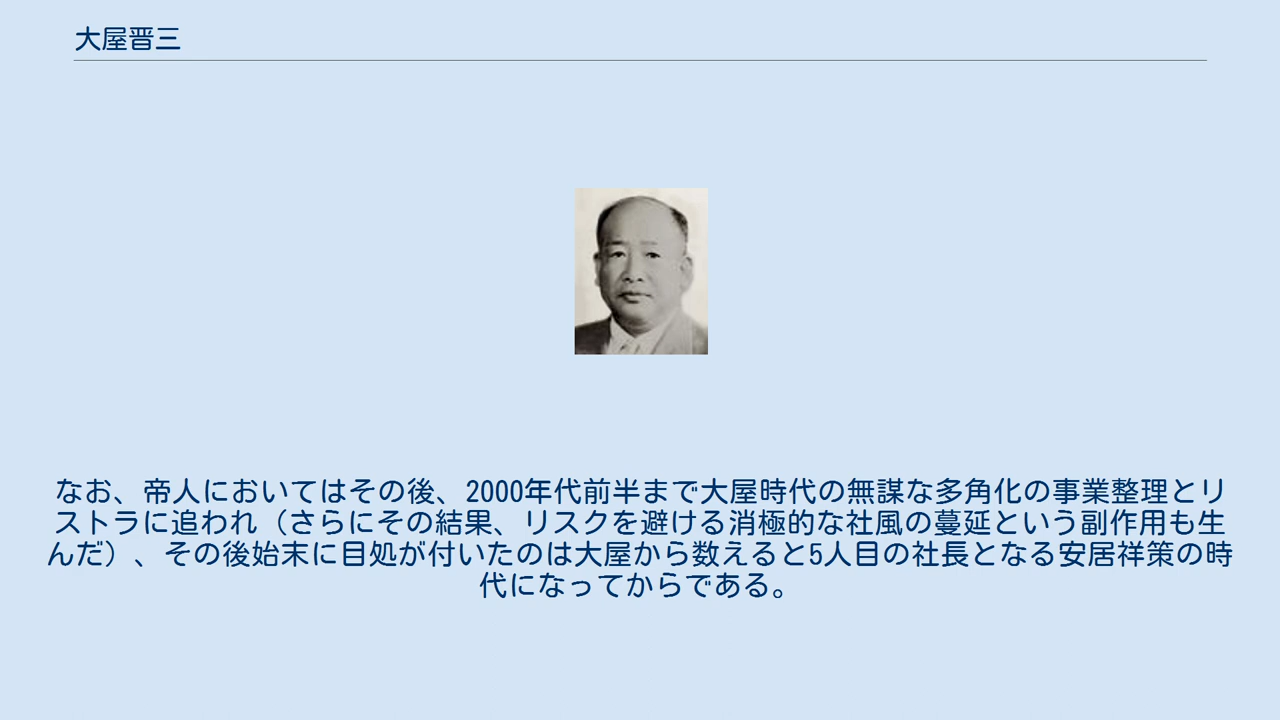 大屋晋三
なお、帝人においてはその後、2000年代前半まで大屋時代の無謀な多角化の事業整理とリ
ストラに追われ（さらにその結果、リスクを避ける消極的な社風の蔓延という副作用も生
んだ）、その後始末に目処が付いたのは大屋から数えると5人目の社長となる安居祥策の時
代になってからである。